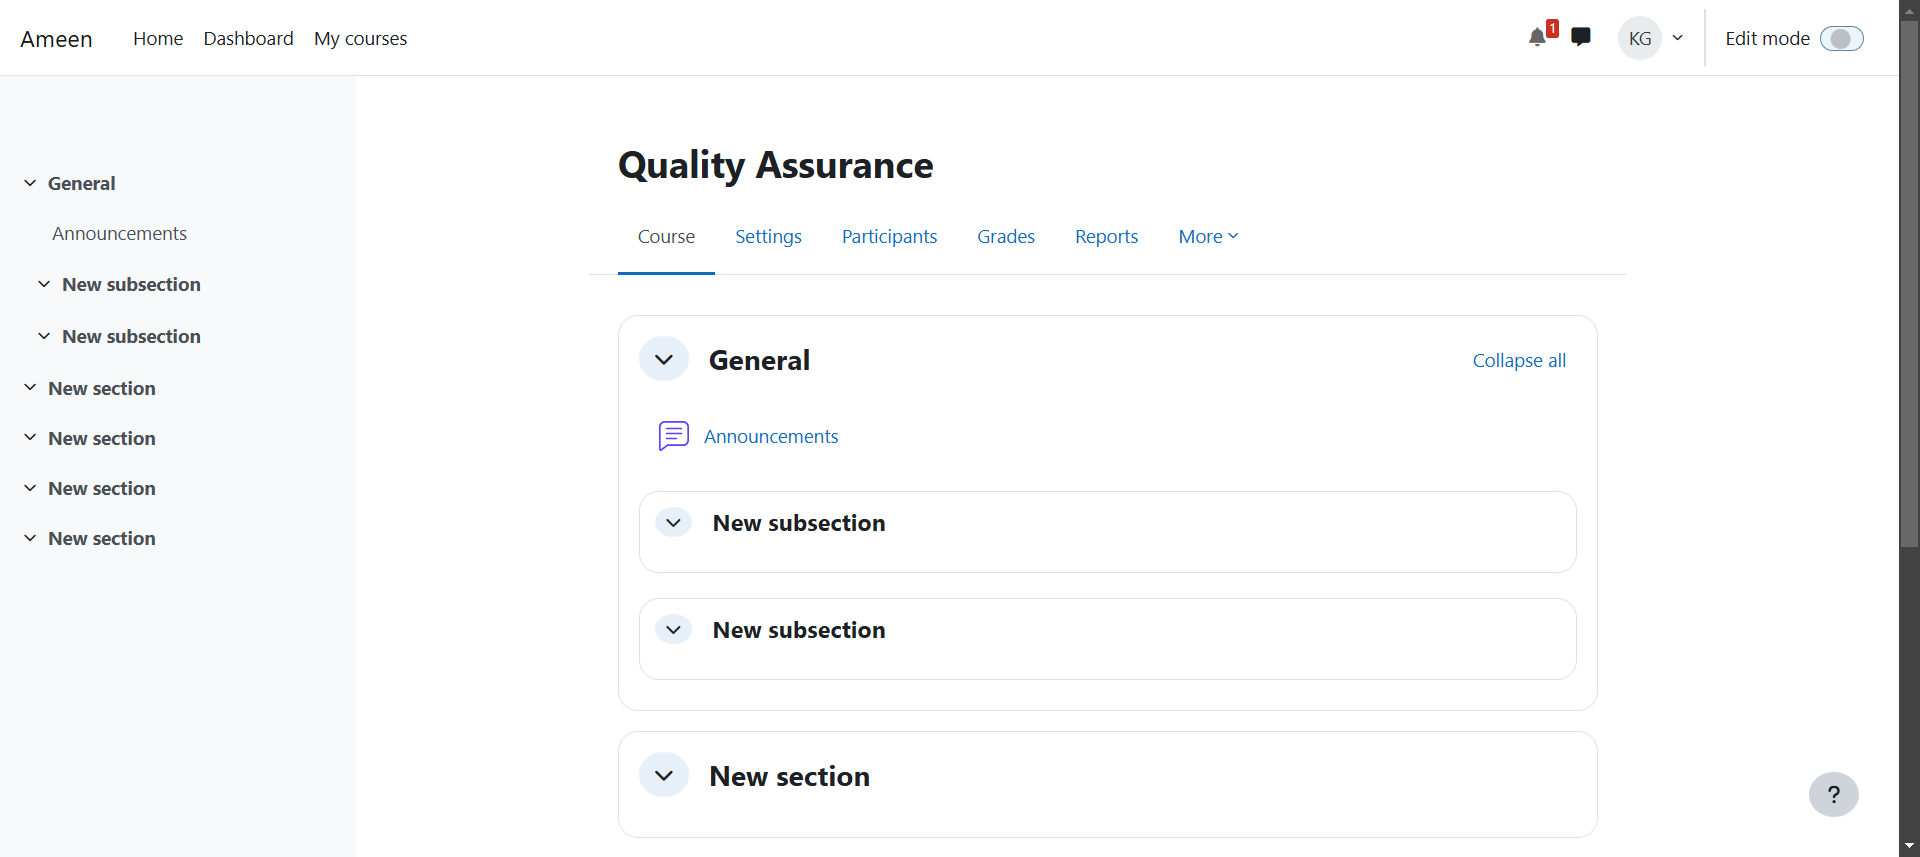 Ameen Home Dashboard My courses 1 KG Edit mode
General
Announcements
New subsection
New subsection
New section
New section
New section
New section
Quality Assurance
Course Settings Participants Grades Reports More
General Collapse all
Announcements
New subsection
New subsection
New section
?